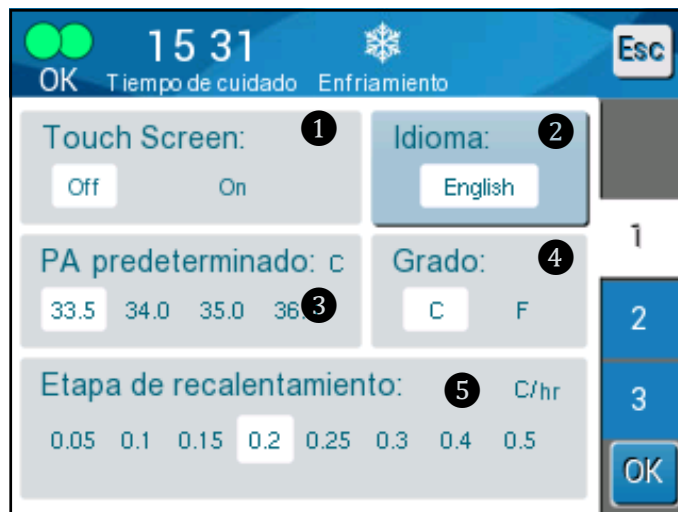 15 31
Esc
OK Tiempo de cuidado Enfriamiento
Touch Screen: 1
Idioma: 2
Off On
English
1
PA predeterminado: C
Grado: 4
33.5 34.0 35.0 36. 3
C F
2
Etapa de recalentamiento: 5 C/hr
3
0.05 0.1 0.15 0.2 0.25 0.3 0.4 0.5
OK